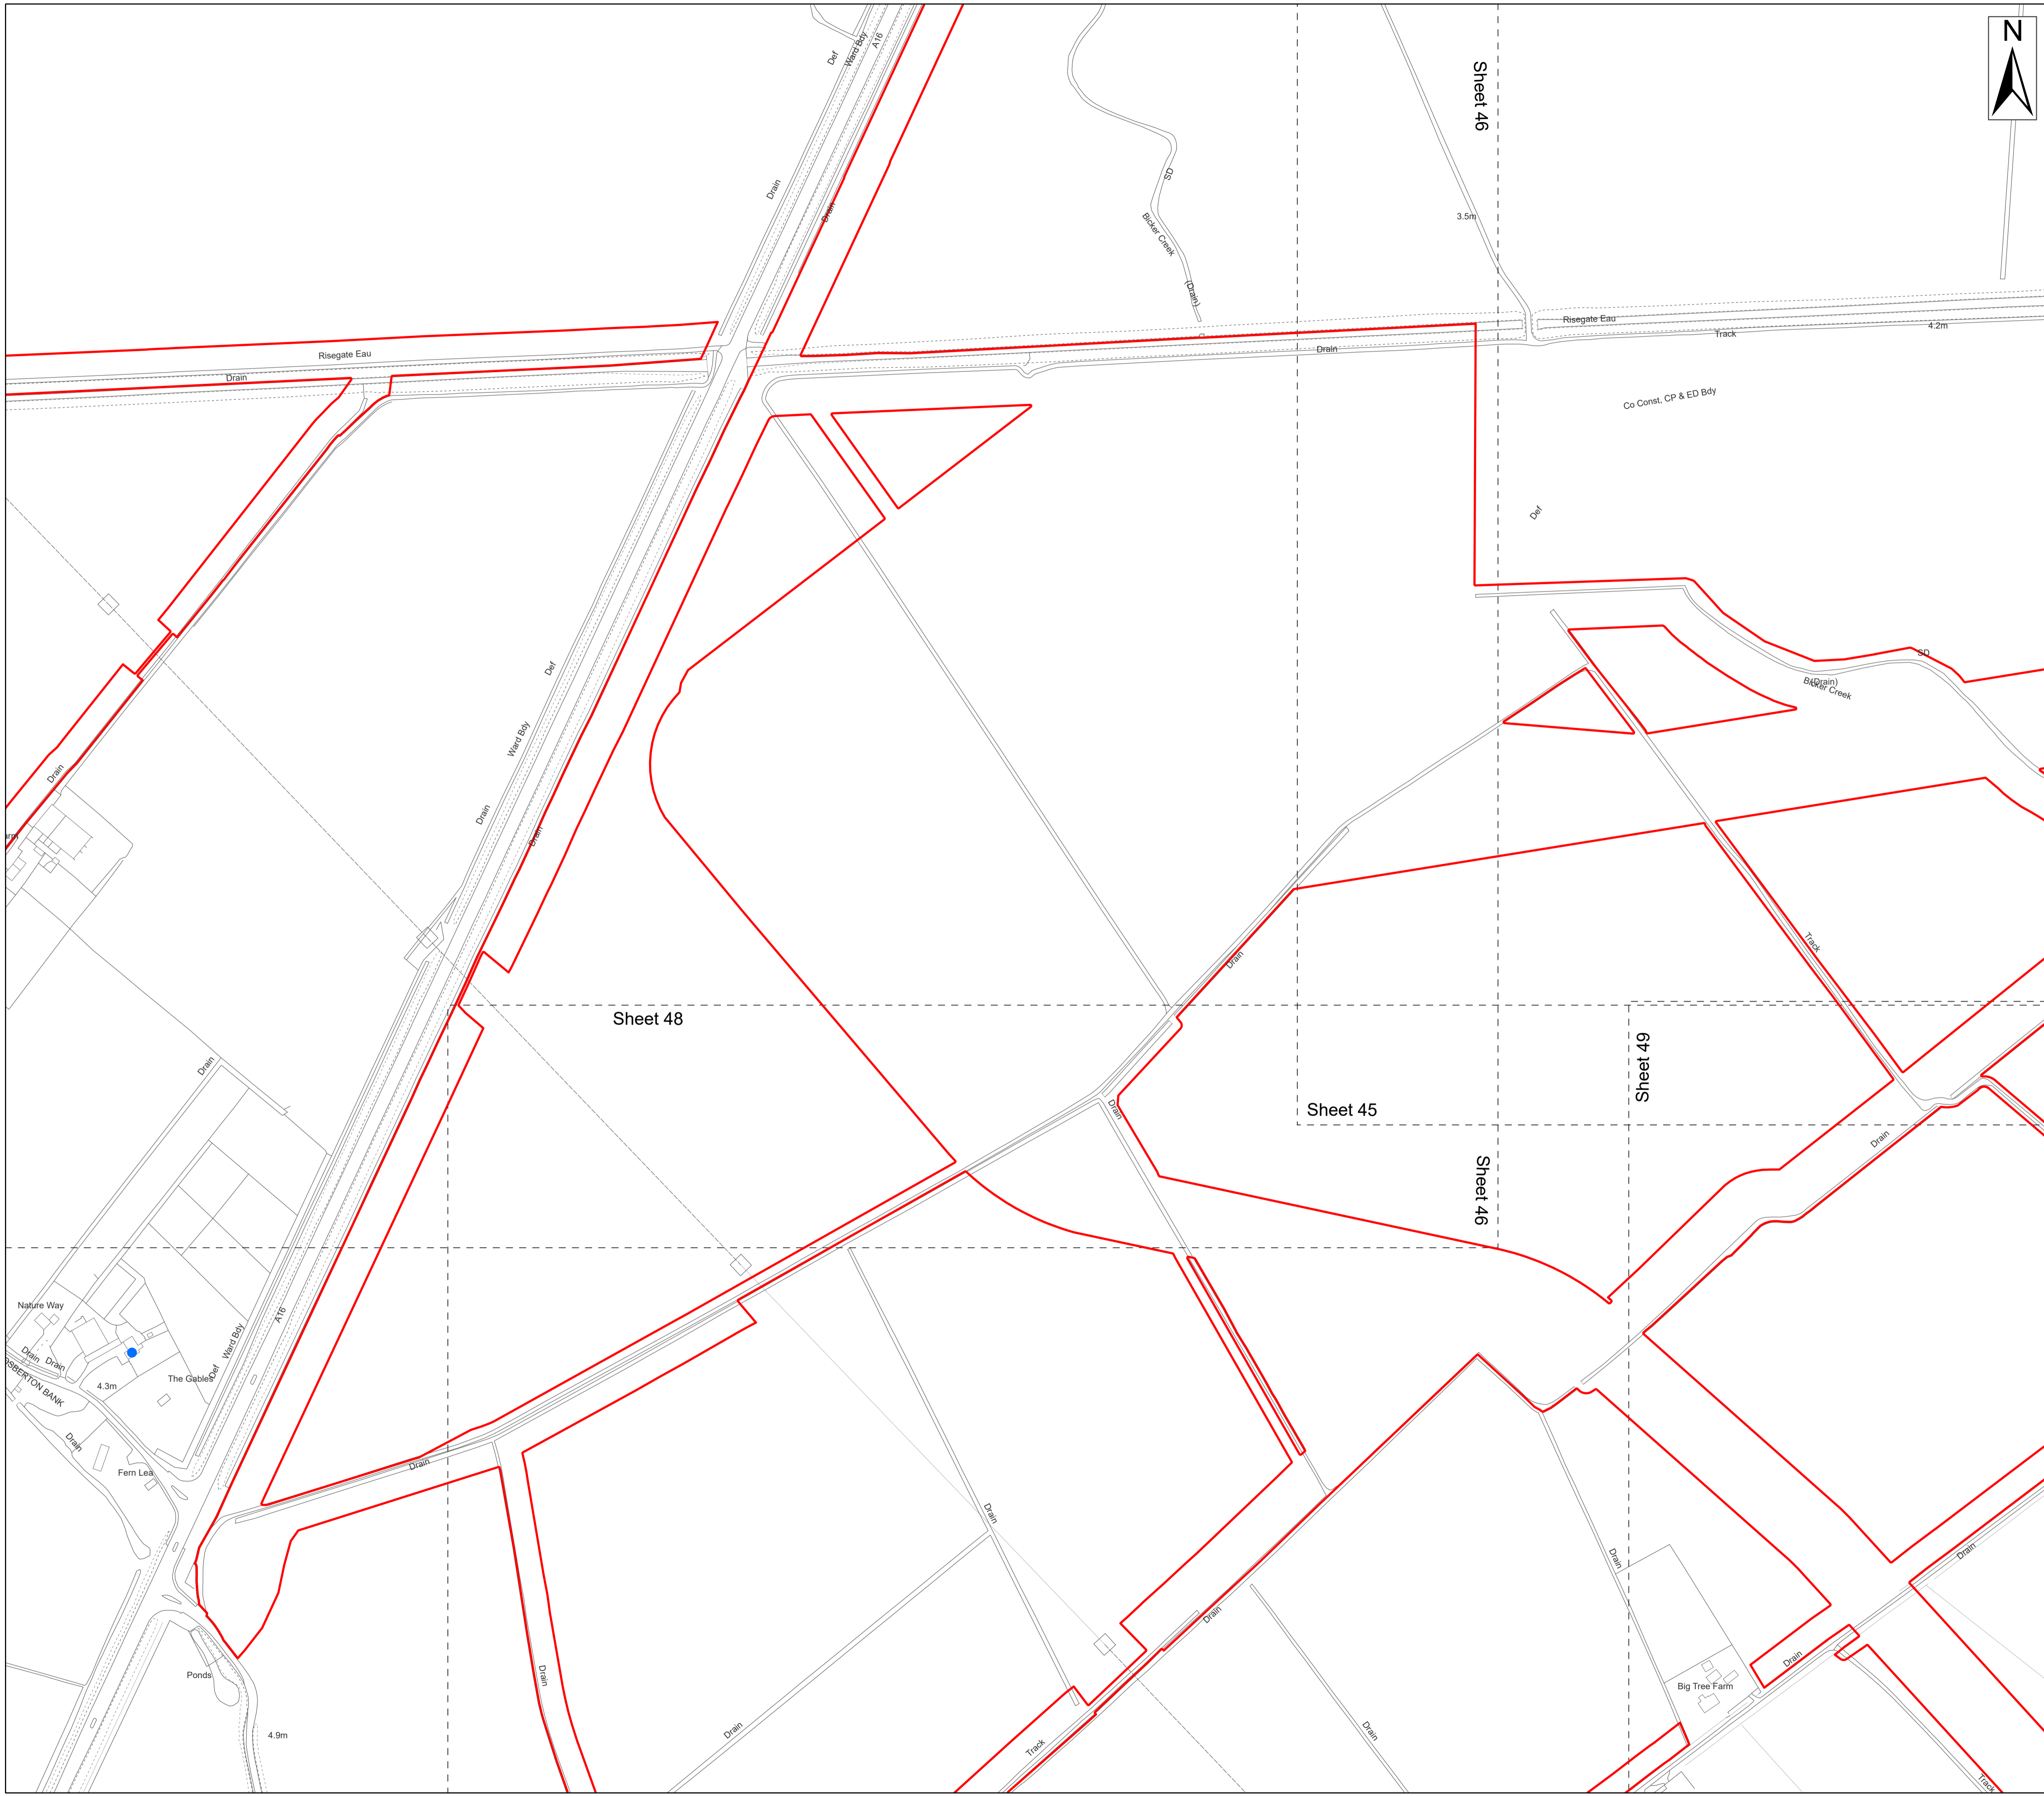 N
Def
Ward Bdy
A16
Sheet 46
SD
Drain
Drain
3.5m
Bicker Creek
(Drain)
Risegate Eau
Track
4.2m
Risegate Eau
Drain
Drain
Co Const, CP & ED Bdy
Def
SD
(Drain)
Bicker Creek
Def
Ward Bdy
Drain
Drain
Drain
Track
Drain
Sheet 48
Sheet 49
Drain
Sheet 45
Drain
Drain
Sheet 46
Nature Way
A16
Ward Bdy
Def
Drain
Drain
The Gables
4.3m
Drain
Fern Lea
Drain
Drain
Drain
Drain
Drain
Drain
Ponds
Drain
Big Tree Farm
4.9m
Drain
Drain
Track
Track